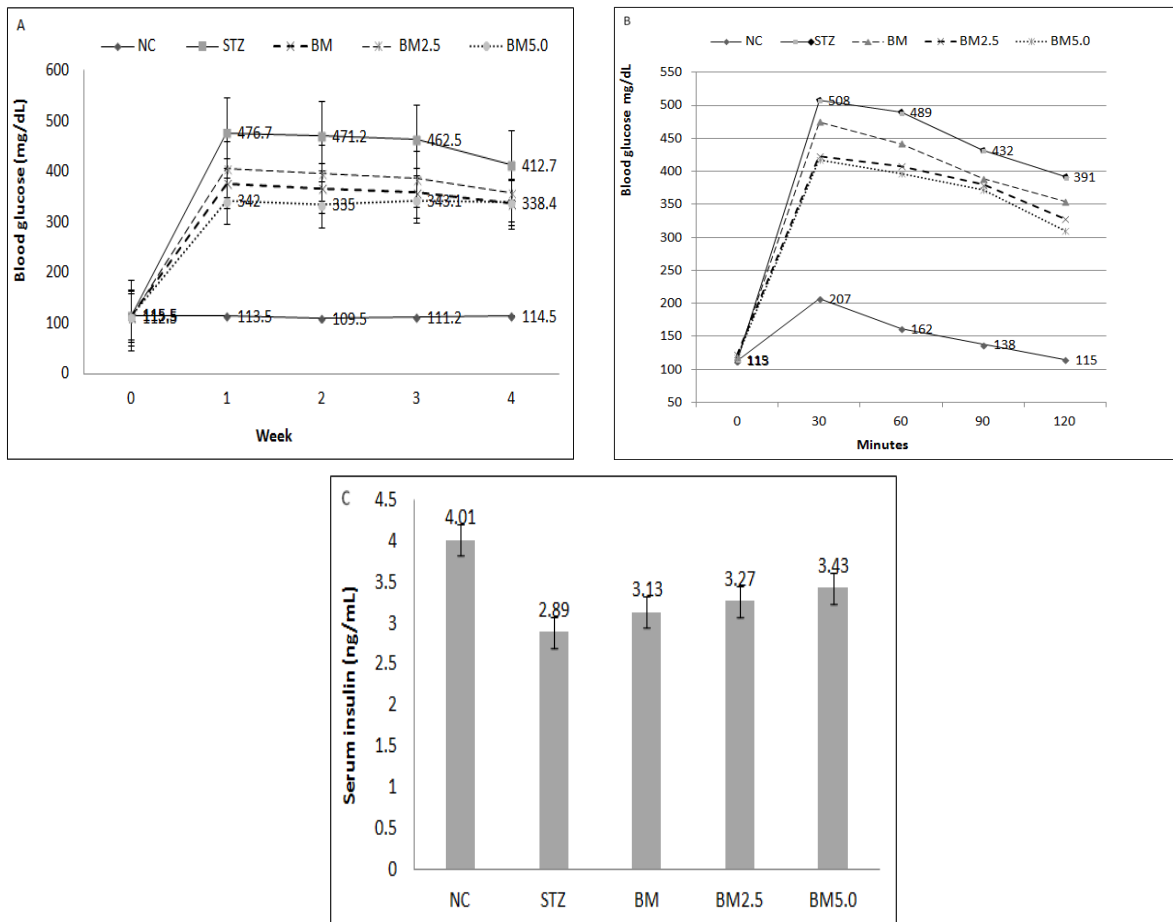 A
NC STZ BM BM2.5 BM5.0
Blood glucose (mg/dL)
600
500
400
300
200
100
0
476.7 471.2 462.5 412.7
342 335 343.1 338.4
115.5
112.5
113.5 109.5 111.2 114.5
0 1 2 3 4
Week
B
NC STZ BM BM2.5 BM5.0
Blood glucose mg/dL
550
500
450
400
350
300
250
200
150
100
50
508 489 432 391
207 162 138 115
113
0 30 60 90 120
Minutes
C
Serum insulin (ng/mL)
4.5
4
3.5
3
2.5
2
1.5
1
0.5
0
4.01 2.89 3.13 3.27 3.43
NC STZ BM BM2.5 BM5.0